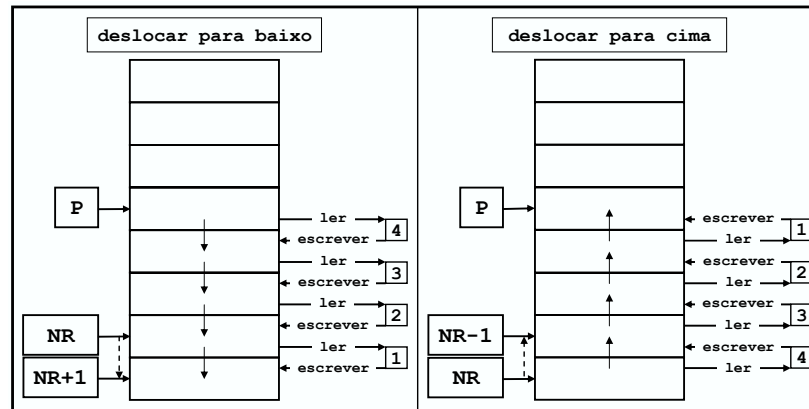 deslocar para baixo
P
ler
4
escrever
ler
3
escrever
ler
2
escrever
NR
ler
1
NR+1
escrever
deslocar para cima
P
escrever
1
ler
escrever
2
ler
escrever
3
NR-1
ler
escrever
4
NR
ler